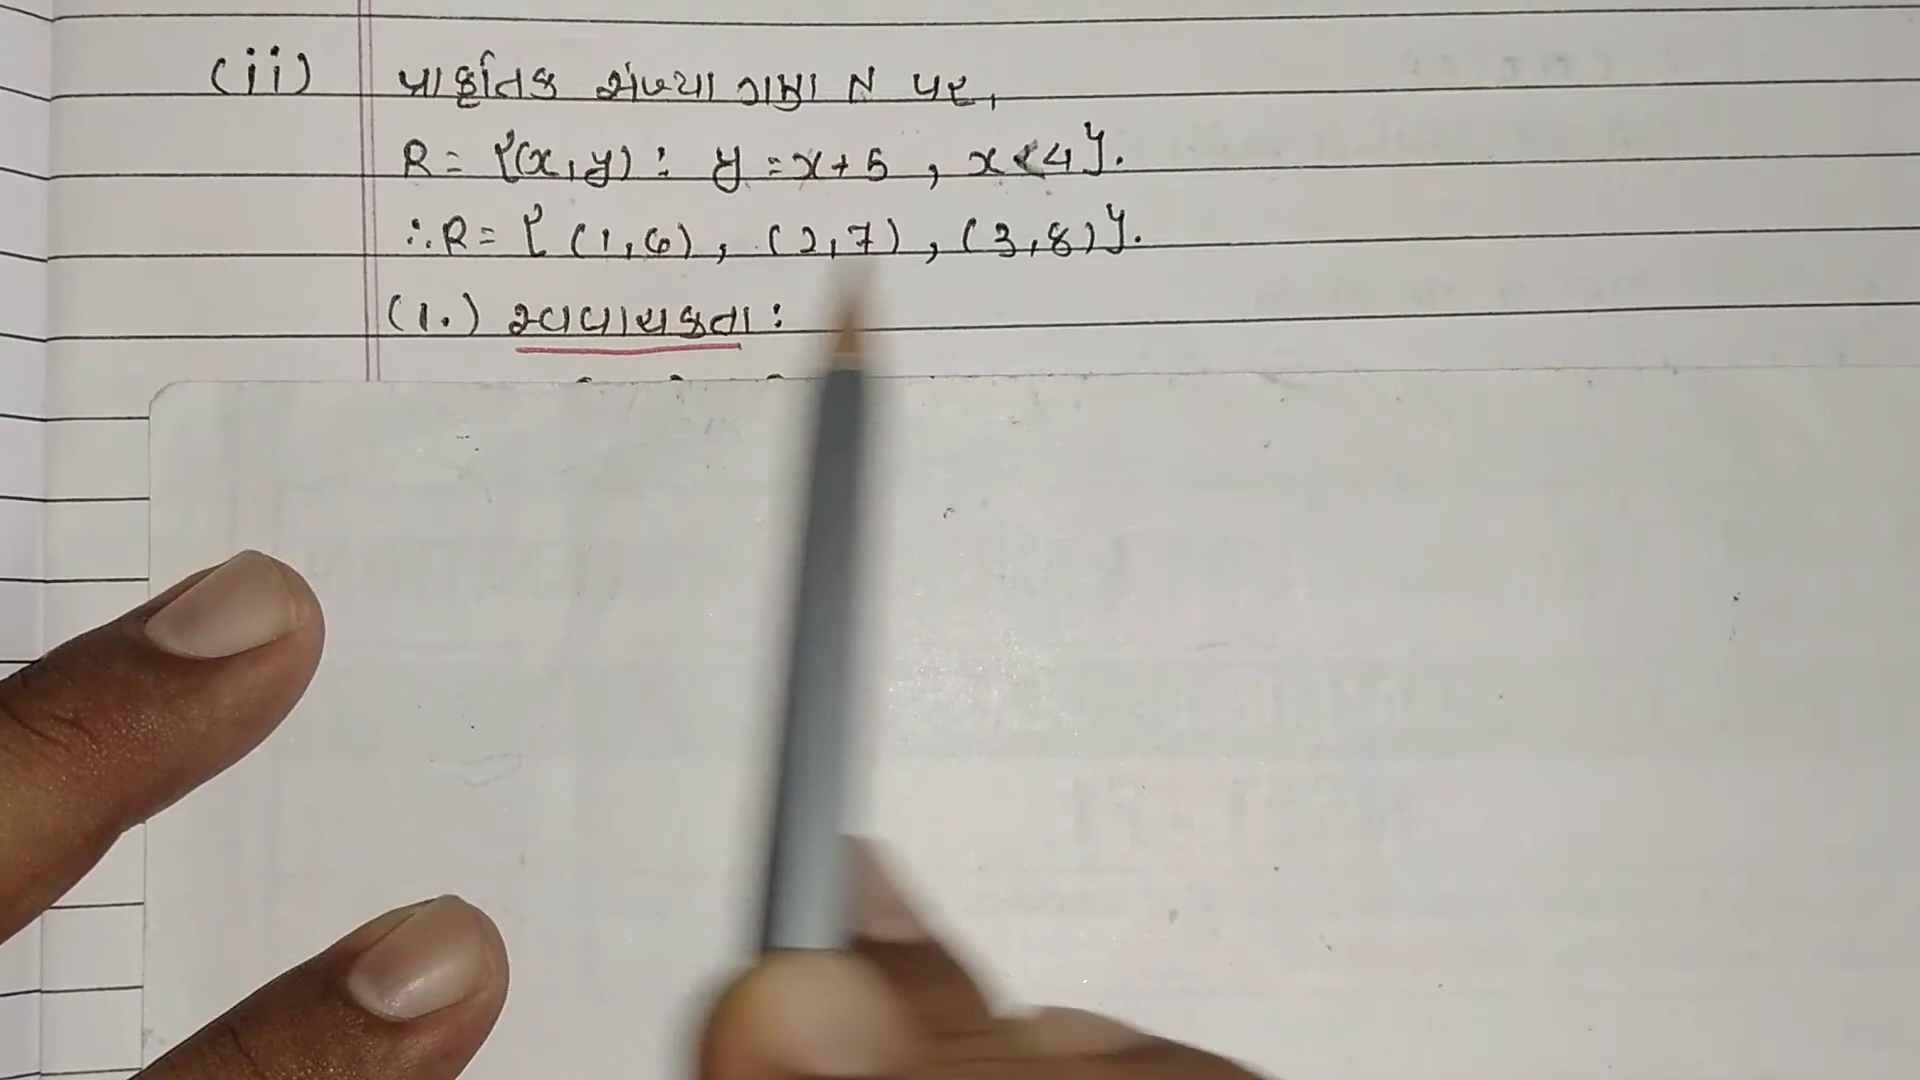 (ii) પ્રાકૃતિક સંખ્યા ગણ N પર,
R = {(x, y) : y = x + 5 , x < 4}.
∴ R = { (1, 6) , (2, 7) , (3, 8) }.
(1.) સ્વવાચકતા :